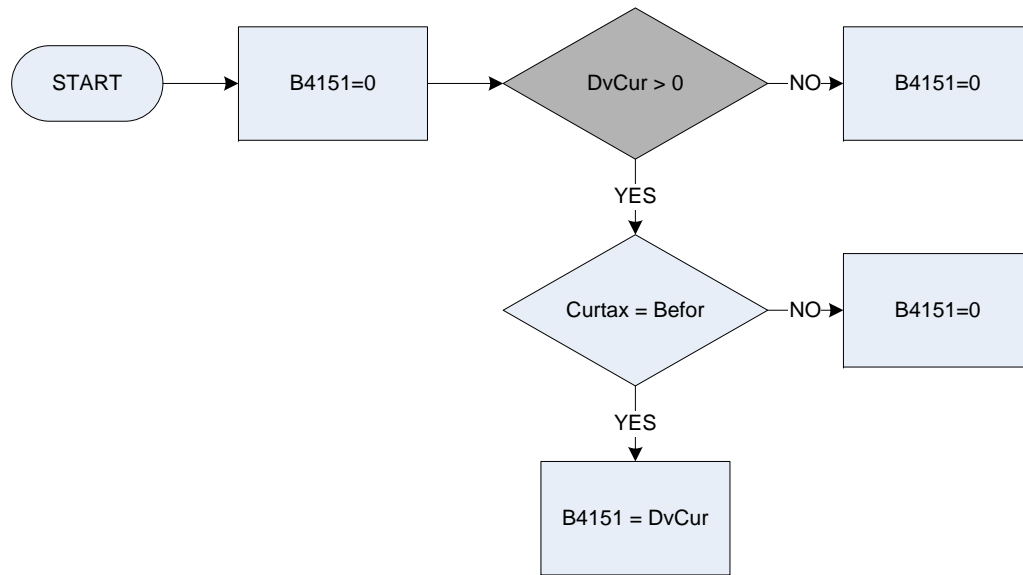 START
B4151=0
DvCur > 0
NO
B4151=0
YES
Curtax = Befor
NO
B4151=0
YES
B4151 = DvCur